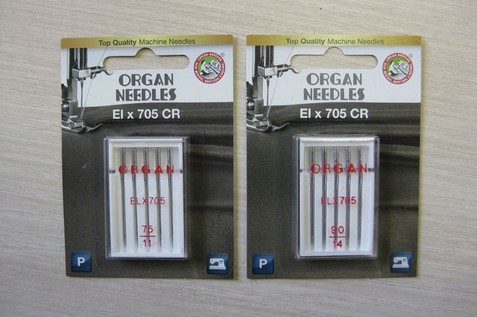 Top Quality Machine Needles
ORGAN
NEEDLES
EL x 705 CR
ORGAN
ELX705
75
11
P
Top Quality Machine Needles
ORGAN
NEEDLES
EL x 705 CR
ORGAN
ELX705
90
14
P